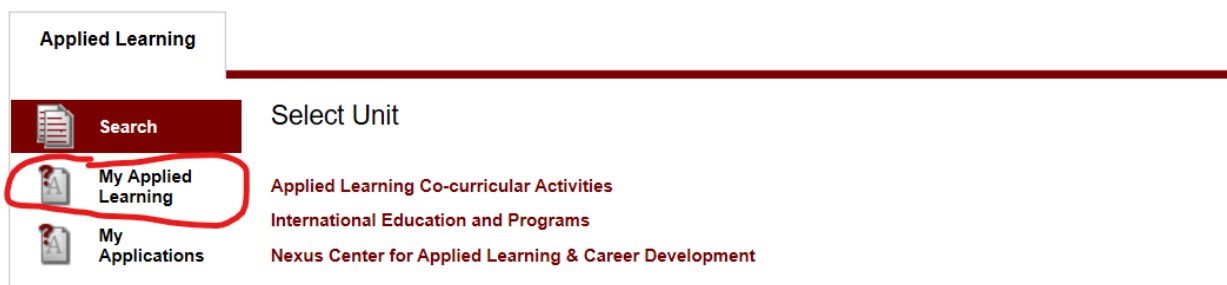 Applied Learning
Search
My Applied
Learning
My
Applications
Select Unit
Applied Learning Co-curricular Activities
International Education and Programs
Nexus Center for Applied Learning & Career Development